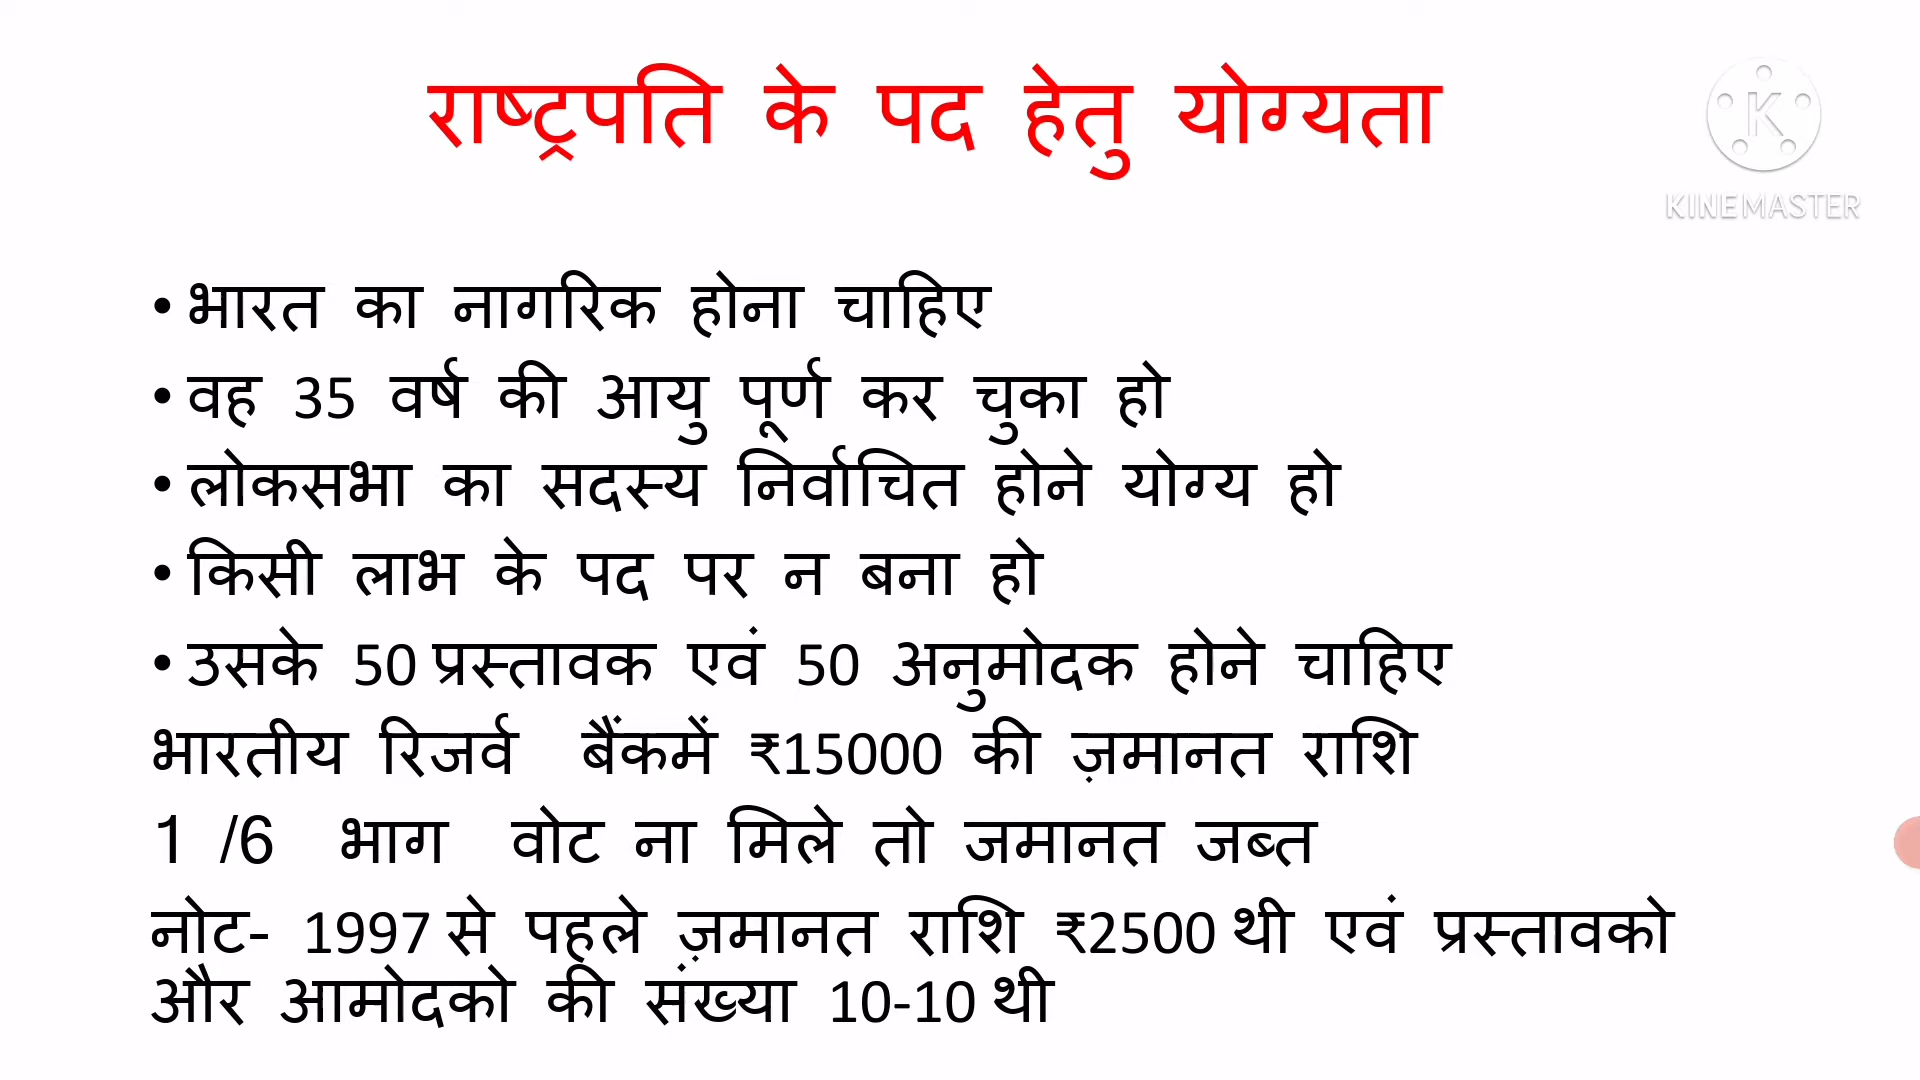 राष्ट्रपति के पद हेतु योग्यता
K
KINEMASTER
• भारत का नागरिक होना चाहिए
• वह 35 वर्ष की आयु पूर्ण कर चुका हो
• लोकसभा का सदस्य निर्वाचित होने योग्य हो
• किसी लाभ के पद पर न बना हो
• उसके 50 प्रस्तावक एवं 50 अनुमोदक होने चाहिए
भारतीय रिजर्व बैंकमें ₹15000 की ज़मानत राशि
1 /6 भाग वोट ना मिले तो जमानत जब्त
नोट- 1997 से पहले ज़मानत राशि ₹2500 थी एवं प्रस्तावको
और आमोदको की संख्या 10-10 थी